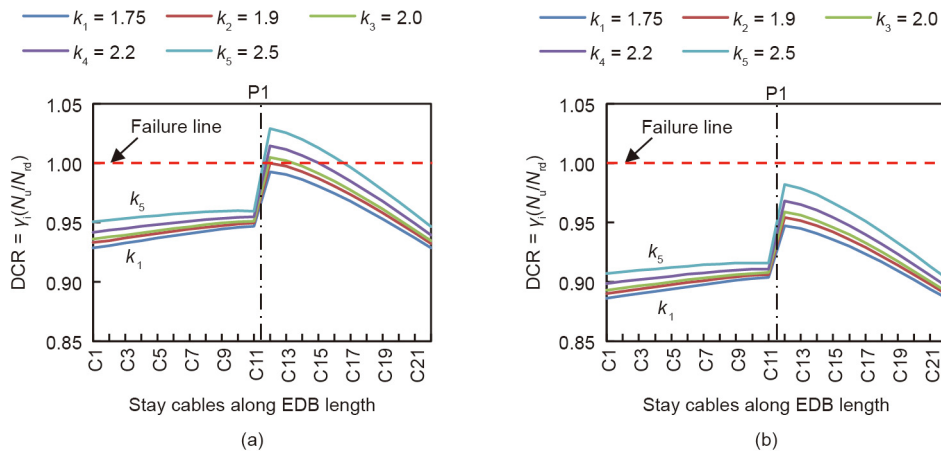 k₁ = 1.75 k₂ = 1.9 k₃ = 2.0
k₄ = 2.2 k₅ = 2.5
P1
1.05
Failure line
1.00
0.95
0.90
0.85
k₅
k₁
DCR = γᵢ(Nᵤ/N_rd)
C1 C3 C5 C7 C9 C11 C13 C15 C17 C19 C21
Stay cables along EDB length
(a)
k₁ = 1.75 k₂ = 1.9 k₃ = 2.0
k₄ = 2.2 k₅ = 2.5
P1
1.05
Failure line
1.00
0.95
0.90
0.85
k₅
k₁
DCR = γᵢ(Nᵤ/N_rd)
C1 C3 C5 C7 C9 C11 C13 C15 C17 C19 C21
Stay cables along EDB length
(b)